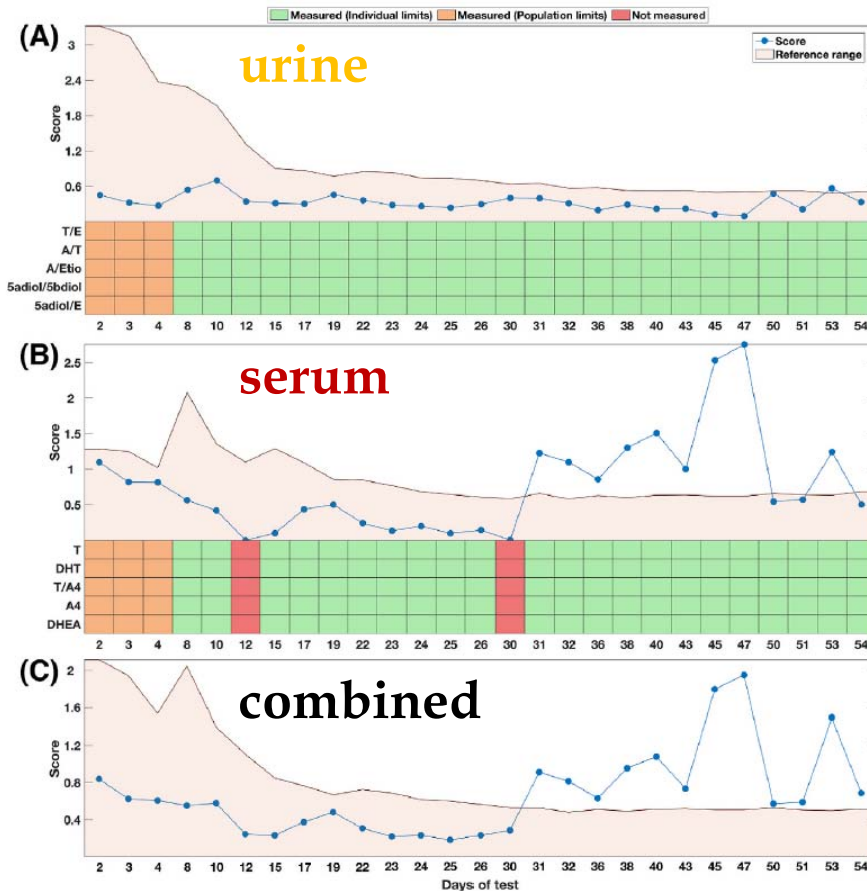 Measured (Individual limits) Measured (Population limits) Not measured
(A)
urine
Score
Reference range
3
2.4
1.8
1.2
0.6
Score
T/E
A/T
A/Etio
5adiol/5bdiol
5adiol/E
2 3 4 8 10 12 15 17 19 22 23 24 25 26 30 31 32 36 38 40 43 45 47 50 51 53 54
(B)
serum
2.5
2
1.5
1
0.5
Score
T
DHT
T/A4
A4
DHEA
2 3 4 8 10 12 15 17 19 22 23 24 25 26 30 31 32 36 38 40 43 45 47 50 51 53 54
(C)
combined
2
1.6
1.2
0.8
0.4
Score
2 3 4 8 10 12 15 17 19 22 23 24 25 26 30 31 32 36 38 40 43 45 47 50 51 53 54
Days of test